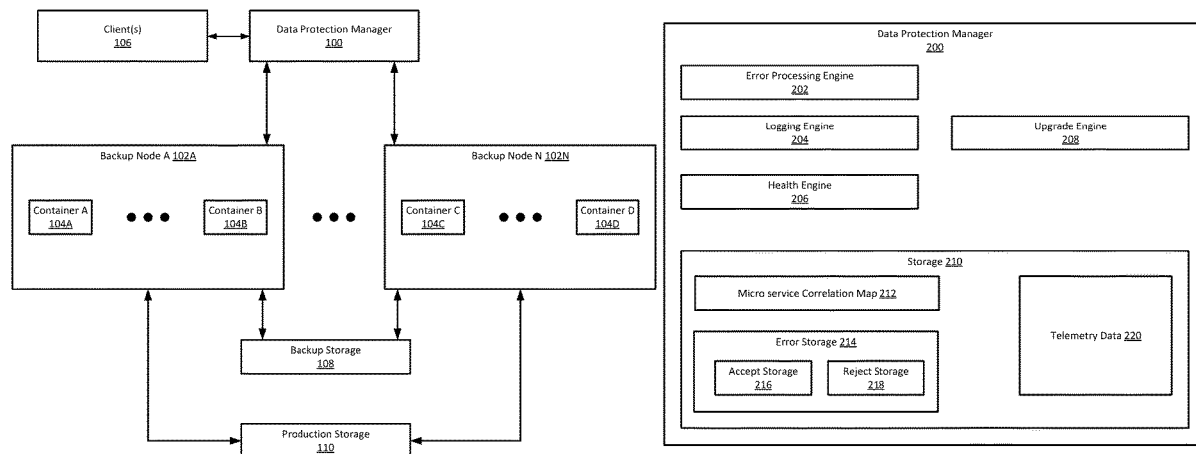 Client(s)
106
Data Protection Manager
100
Backup Node A 102A
Container A
104A
Container B
104B
Backup Node N 102N
Container C
104C
Container D
104D
Backup Storage
108
Production Storage
110
Data Protection Manager
200
Error Processing Engine
202
Logging Engine
204
Upgrade Engine
208
Health Engine
206
Storage 210
Micro service Correlation Map 212
Error Storage 214
Accept Storage
216
Reject Storage
218
Telemetry Data 220